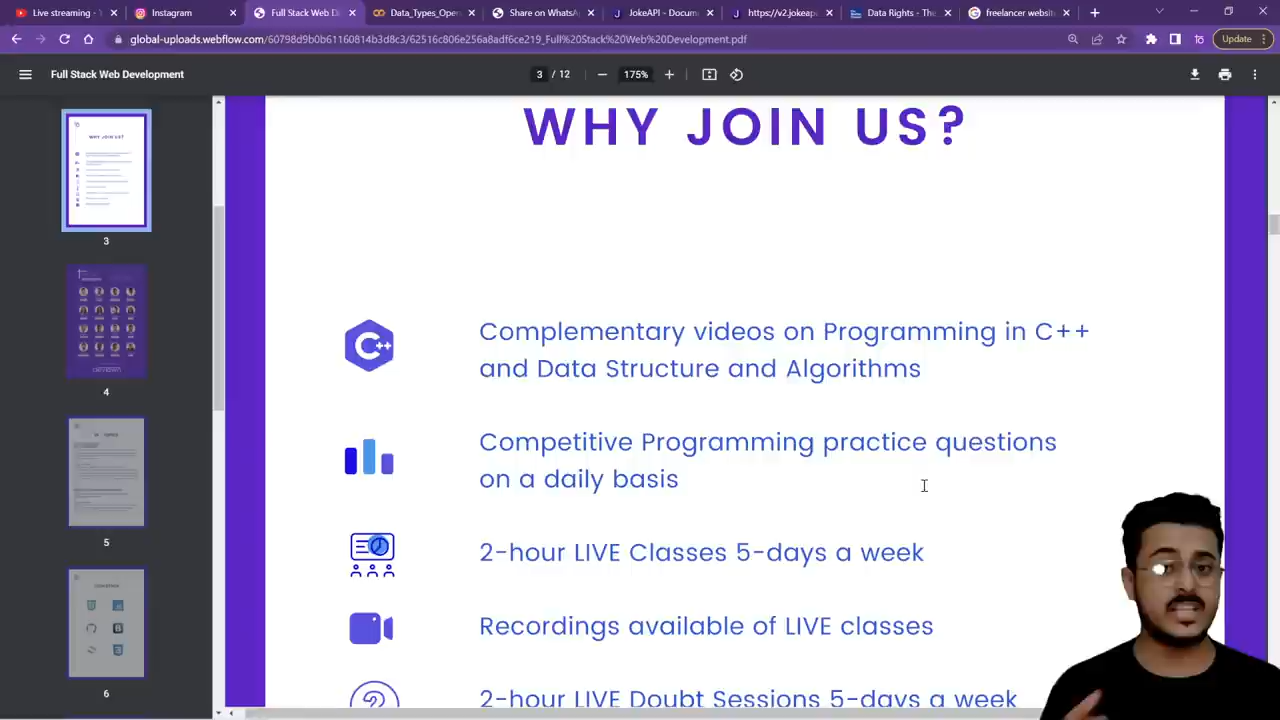 Live streaming - 1
Instagram
Full Stack Web D
Data_Types_Ope
Share on WhatsA
JokeAPI - Docum
https://v2.jokeap
Data Rights - The
freelancer website
global-uploads.webflow.com/60798d9b0b61160814b3d8c3/62516c806e256a8adf6ce219_Full%20Stack%20Web%20Development.pdf
Update
Full Stack Web Development
3 / 12
175%
WHY JOIN US?
3
4
5
6
C++
Complementary videos on Programming in C++
and Data Structure and Algorithms
Competitive Programming practice questions
on a daily basis
2-hour LIVE Classes 5-days a week
Recordings available of LIVE classes
2-hour LIVE Doubt Sessions 5-days a week